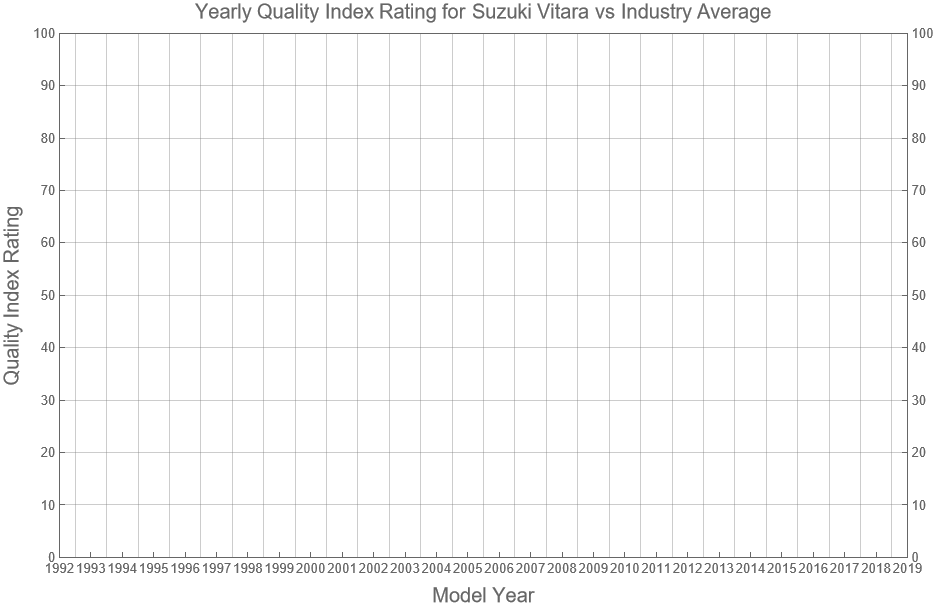 Yearly Quality Index Rating for Suzuki Vitara vs Industry Average
100 100
90 90
80 80
70 70
60 60
50 50
40 40
30 30
20 20
10 10
0 0
Quality Index Rating
1992 1993 1994 1995 1996 1997 1998 1999 2000 2001 2002 2003 2004 2005 2006 2007 2008 2009 2010 2011 2012 2013 2014 2015 2016 2017 2018 2019
Model Year